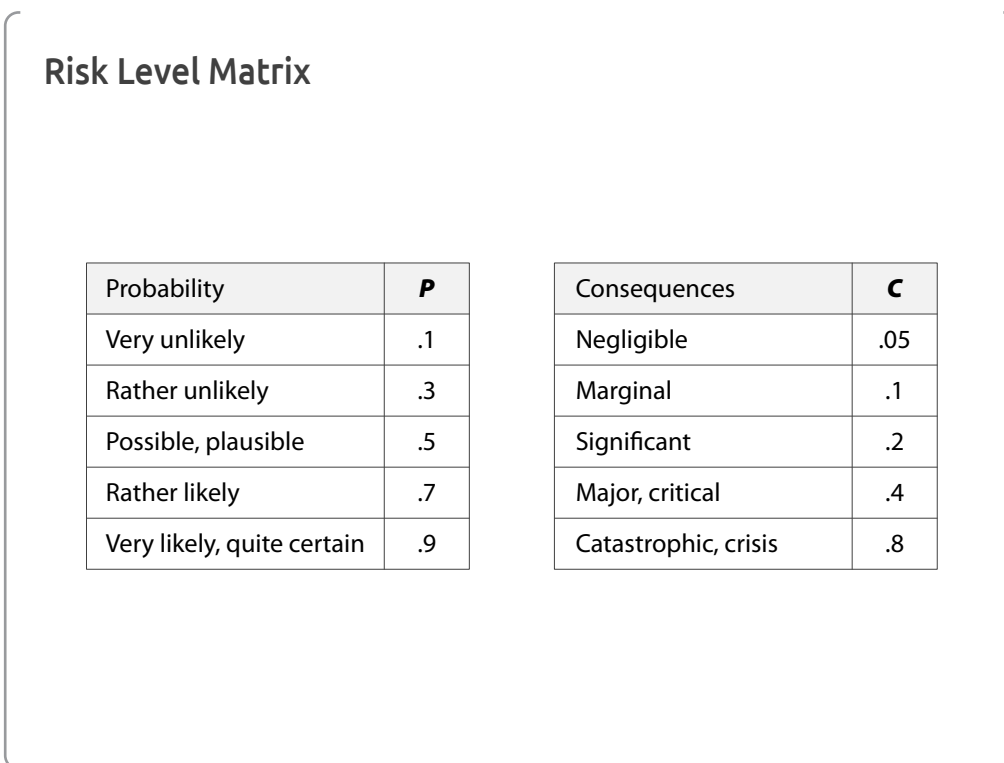 Risk Level Matrix
Probability P
Very unlikely .1
Rather unlikely .3
Possible, plausible .5
Rather likely .7
Very likely, quite certain .9
Consequences C
Negligible .05
Marginal .1
Significant .2
Major, critical .4
Catastrophic, crisis .8